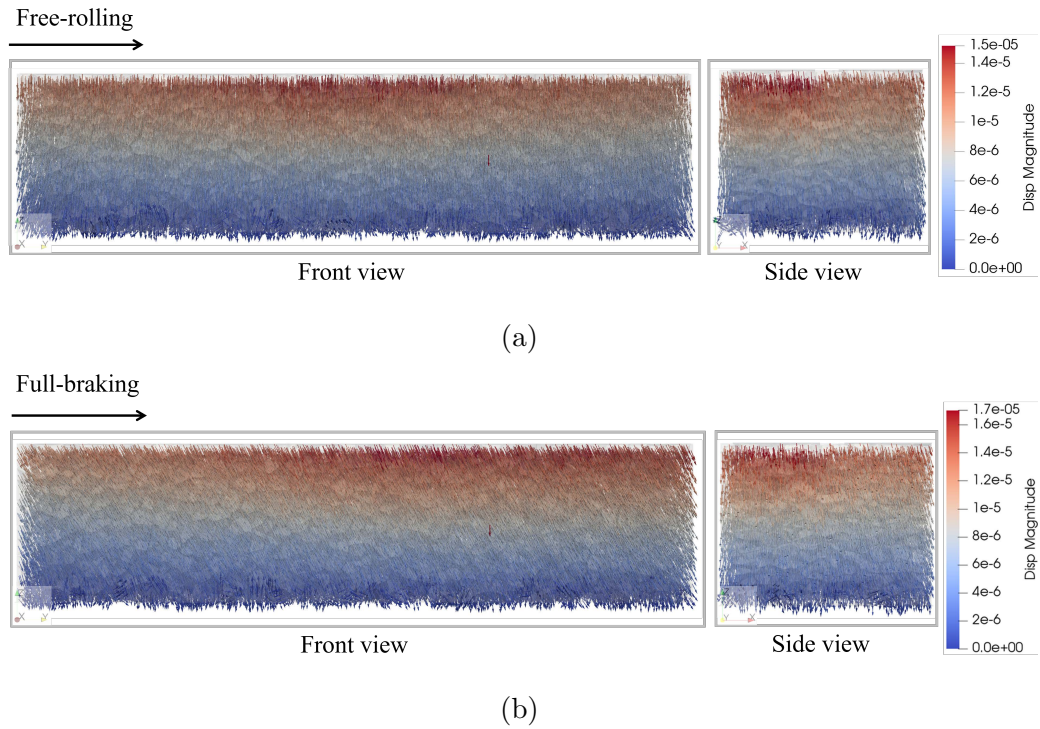 Free-rolling
1.5e-05
1.4e-5
1.2e-5
1e-5
8e-6
6e-6
4e-6
2e-6
0.0e+00
Disp Magnitude
Front view
Side view
(a)
Full-braking
1.7e-05
1.6e-5
1.4e-5
1.2e-5
1e-5
8e-6
6e-6
4e-6
2e-6
0.0e+00
Disp Magnitude
Front view
Side view
(b)